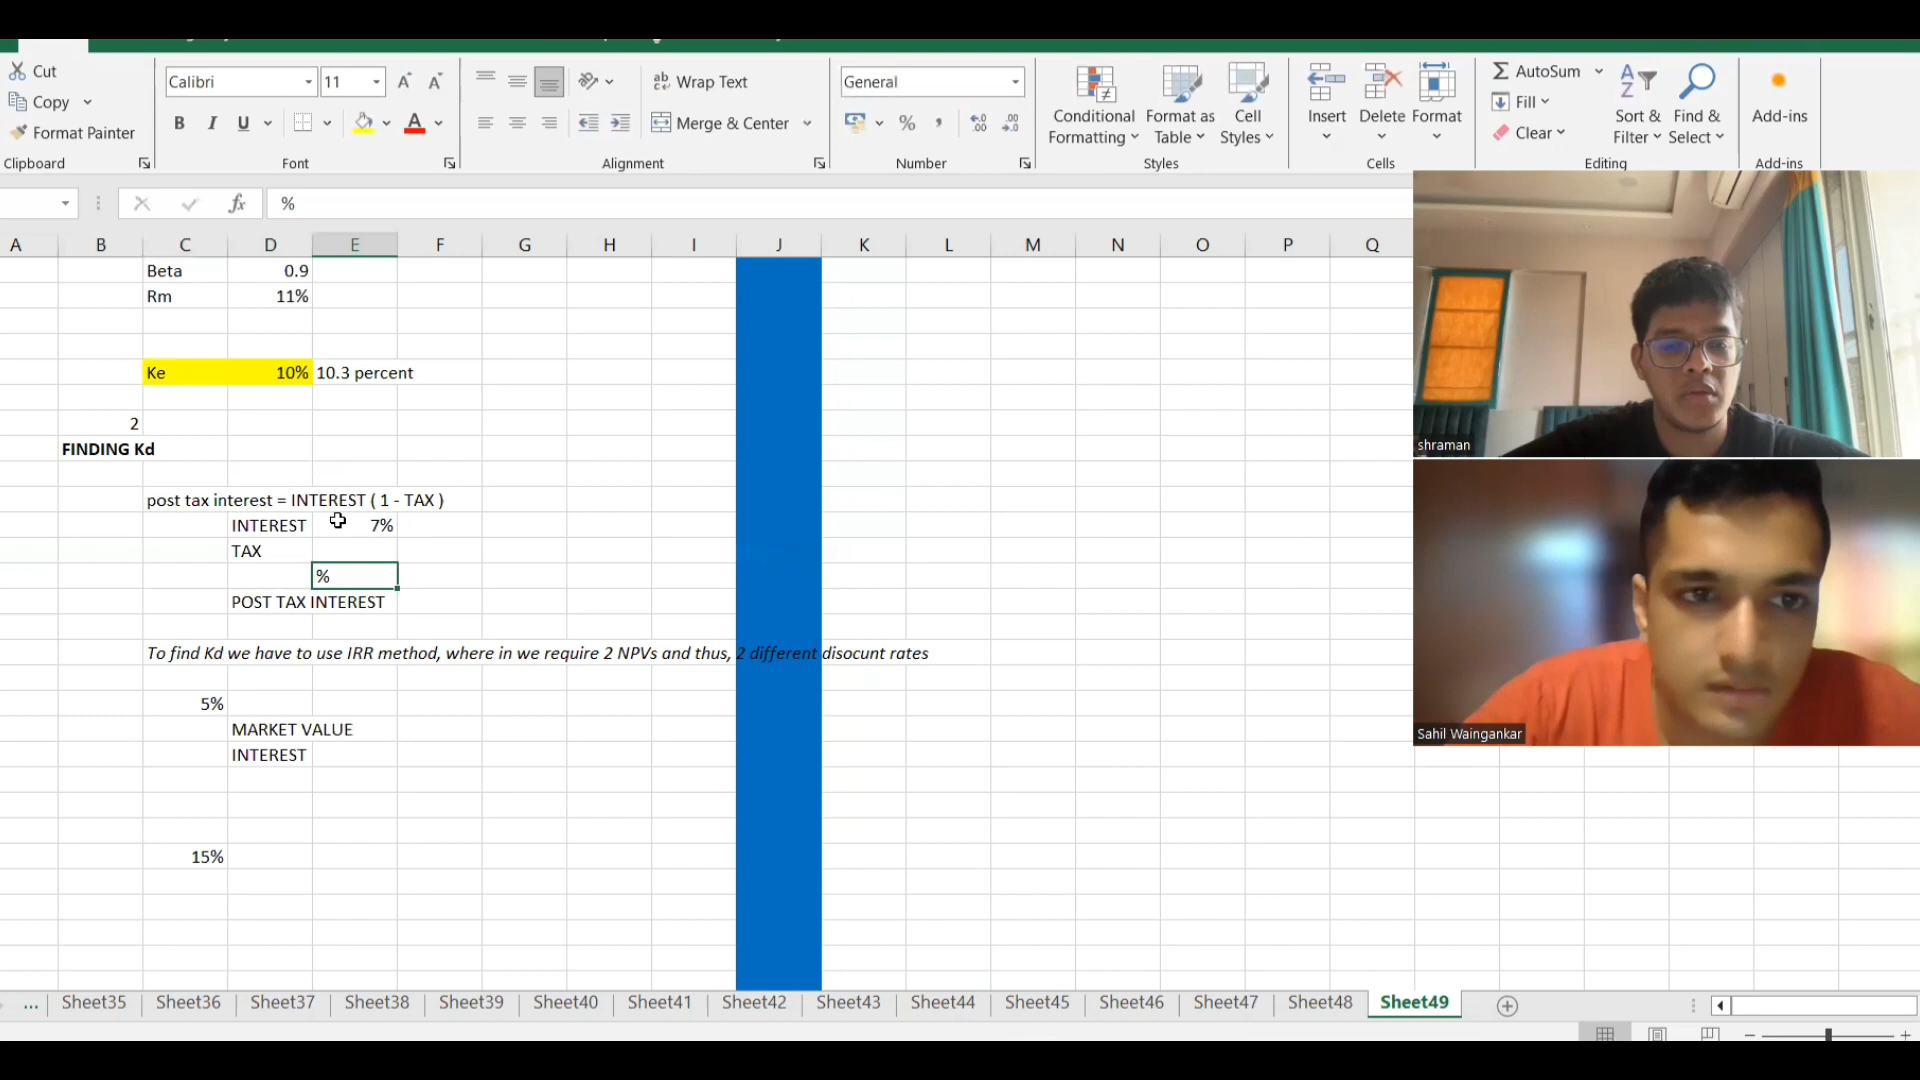 Cut
Copy
Format Painter
Clipboard
Calibri
11
A
A
B
I
U
A
Font
ab
Wrap Text
Merge & Center
Alignment
General
%
,
.00
.00
Number
Conditional
Formatting
Format as
Table
Cell
Styles
Styles
Insert
Delete
Format
Cells
AutoSum
Fill
Clear
Sort &
Filter
Find &
Select
Editing
Add-ins
Add-ins
fx
%
A B C D E F G H I J K L M N O P Q
Beta 0.9
Rm 11%
Ke 10% 10.3 percent
2
FINDING Kd
post tax interest = INTEREST ( 1 - TAX )
INTEREST 7%
TAX
%
POST TAX INTEREST
To find Kd we have to use IRR method, where in we require 2 NPVs and thus, 2 different disocunt rates
5%
MARKET VALUE
INTEREST
15%
shraman
Sahil Waingankar
... Sheet35 Sheet36 Sheet37 Sheet38 Sheet39 Sheet40 Sheet41 Sheet42 Sheet43 Sheet44 Sheet45 Sheet46 Sheet47 Sheet48 Sheet49